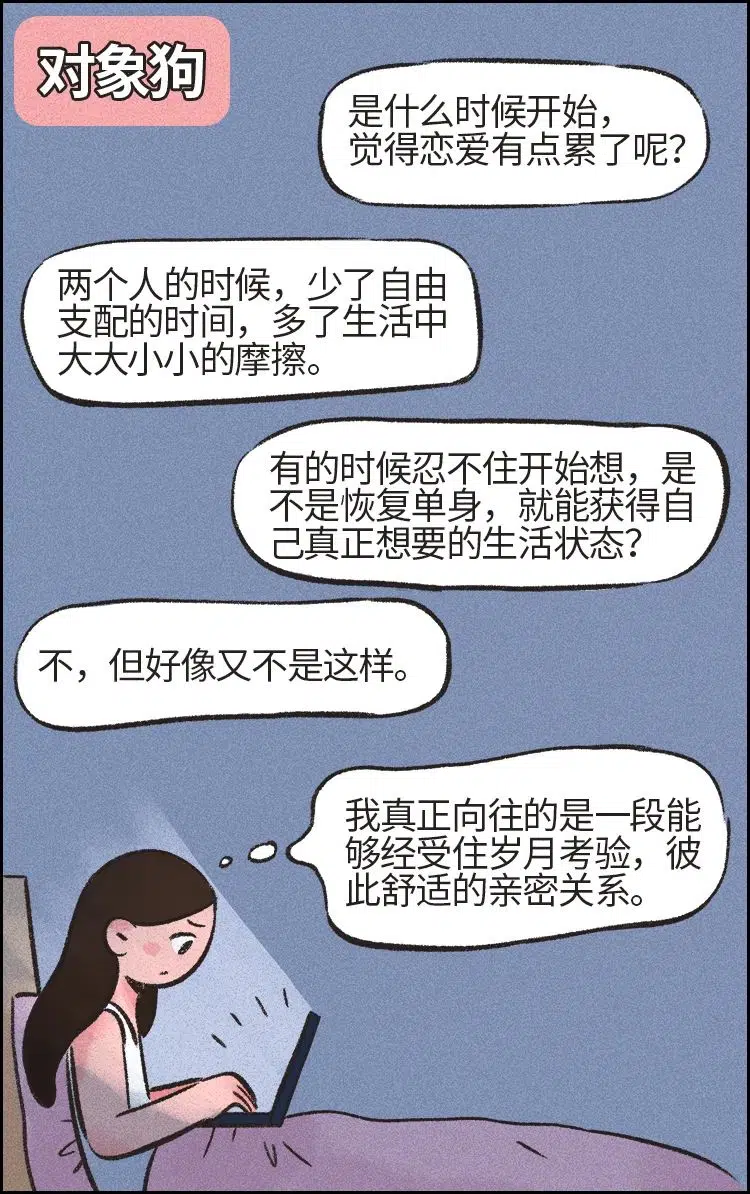 对象狗
是什么时候开始，
觉得恋爱有点累了呢？
两个人的时候，少了自由
支配的时间，多了生活中
大大小小的摩擦。
有的时候忍不住开始想，是
不是恢复单身，就能获得自
己真正想要的生活状态？
不，但好像又不是这样。
我真正向往的是一段能
够经受住岁月考验，彼
此舒适的亲密关系。